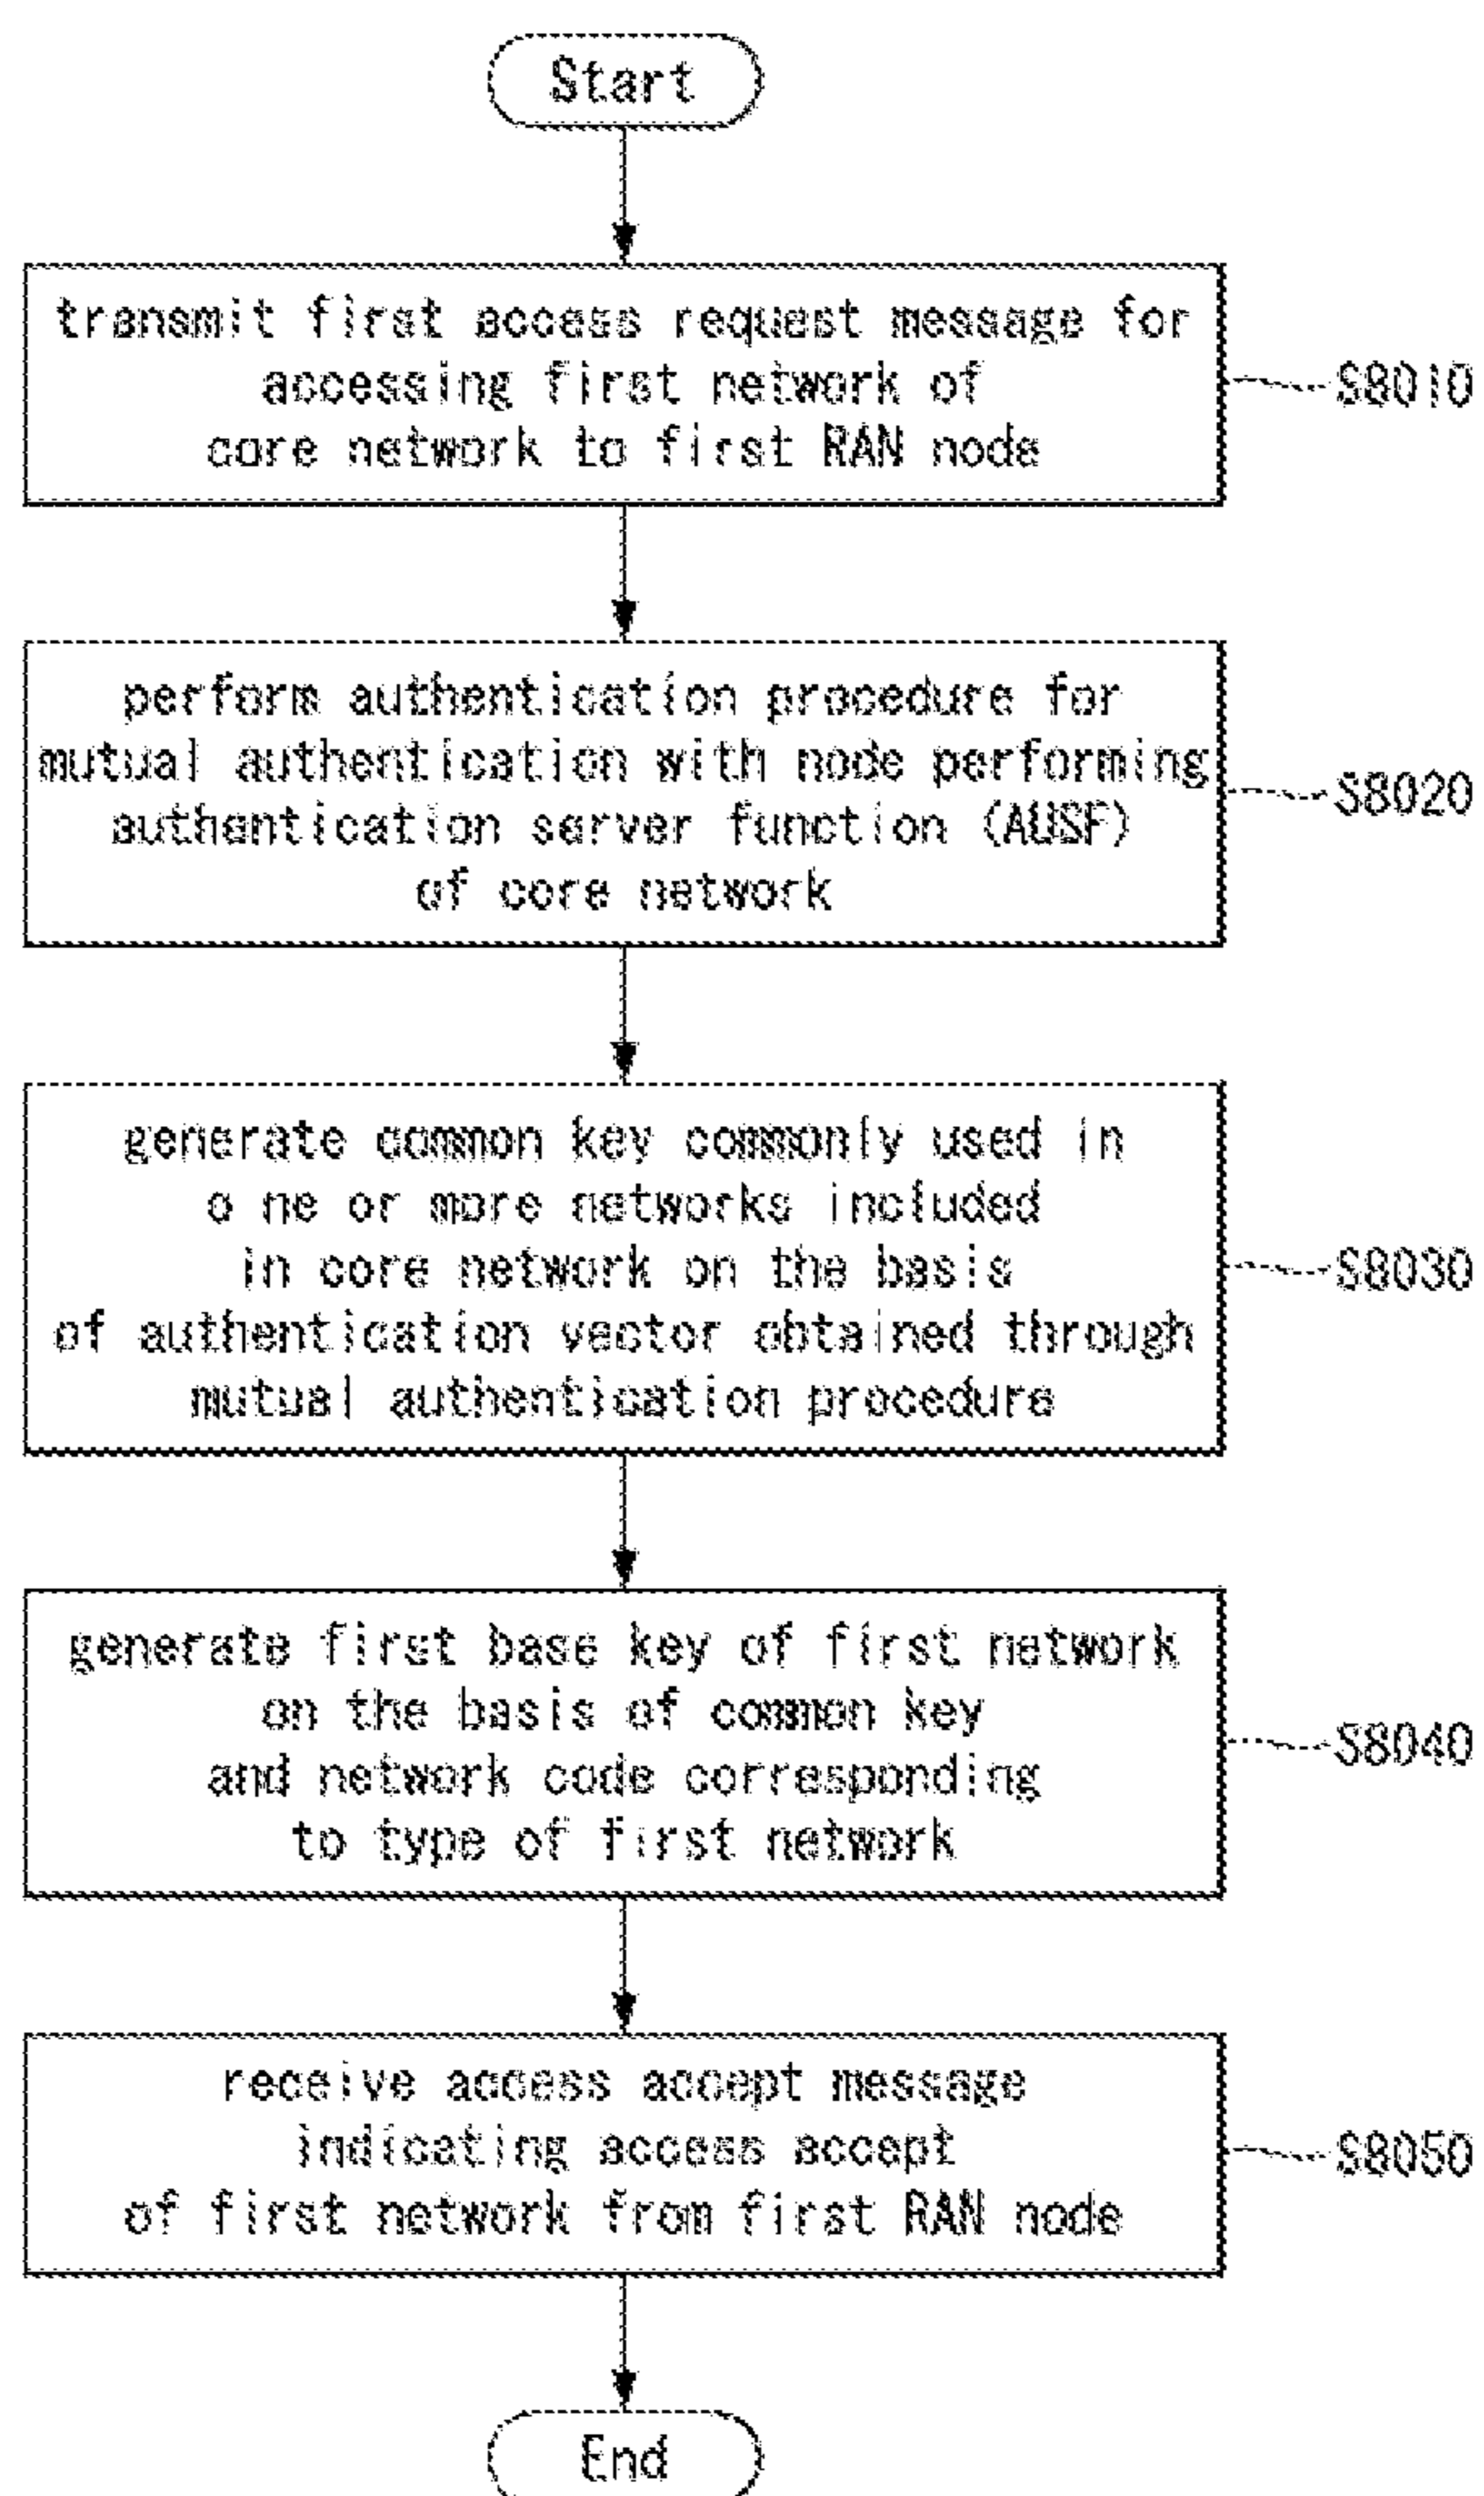 Start
transmit first access request message for
accessing first network of
core network to first RAN node
S8010
perform authentication procedure for
mutual authentication with node performing
authentication server function (AUSF)
of core network
S8020
generate common key commonly used in
o ne or more networks included
in core network on the basis
of authentication vector obtained through
mutual authentication procedure
S8030
generate first base key of first network
on the basis of common key
and network code corresponding
to type of first network
S8040
receive access accept message
indicating access accept
of first network from first RAN node
S8050
End